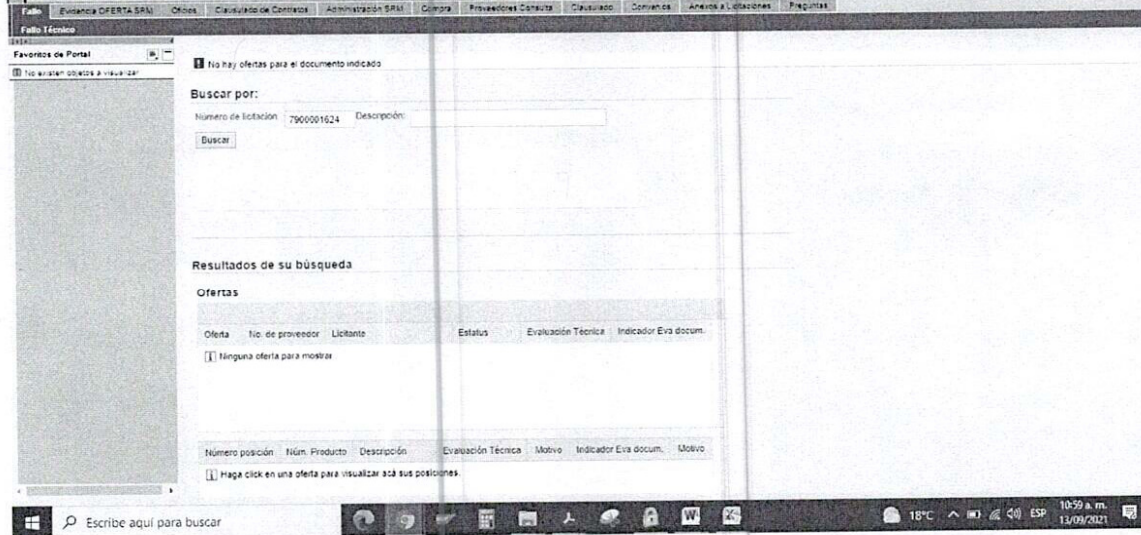 Fallo Evidencia OFERTA SRM Oficios Clausulado de Contratos Administración SRM Compra Proveedores Consulta Clausulado Convenios Anexos a Licitaciones Preguntas
Fallo Técnico
Favoritos de Portal
No existen objetos a visualizar
No hay ofertas para el documento indicado
Buscar por:
Número de licitación 7900001624 Descripción:
Buscar
Resultados de su búsqueda
Ofertas
Oferta No. de proveedor Licitante Estatus Evaluación Técnica Indicador Eva docum.
Ninguna oferta para mostrar
Número posición Núm. Producto Descripción Evaluación Técnica Motivo Indicador Eva docum. Motivo
Haga click en una oferta para visualizar acá sus posiciones.
Escribe aquí para buscar
18°C ESP 10:59 a. m.
13/09/2021